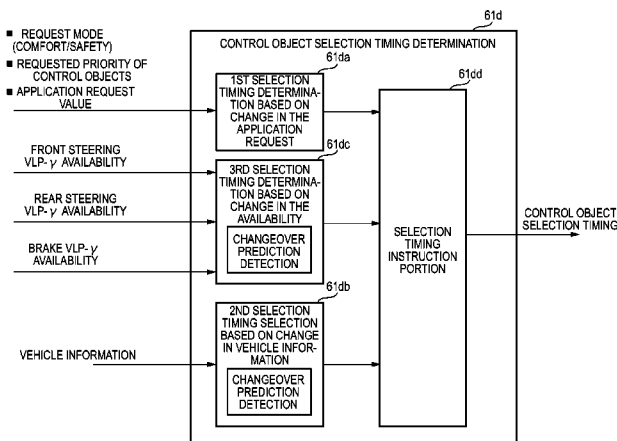 61d
CONTROL OBJECT SELECTION TIMING DETERMINATION
■ REQUEST MODE
(COMFORT/SAFETY)
■ REQUESTED PRIORITY OF
CONTROL OBJECTS
■ APPLICATION REQUEST
VALUE
61da
1ST SELECTION
TIMING DETERMINA-
TION BASED ON
CHANGE IN THE
APPLICATION
REQUEST
61dd
SELECTION
TIMING
INSTRUCTION
PORTION
FRONT STEERING
VLP-γ AVAILABILITY
REAR STEERING
VLP-γ AVAILABILITY
BRAKE VLP-γ
AVAILABILITY
61dc
3RD SELECTION
TIMING DETERMINA-
TION BASED ON
CHANGE IN THE
AVAILABILITY
CHANGEOVER
PREDICTION
DETECTION
CONTROL OBJECT
SELECTION TIMING
61db
2ND SELECTION
TIMING SELECTION
BASED ON CHANGE
IN VEHICLE INFOR-
MATION
CHANGEOVER
PREDICTION
DETECTION
VEHICLE INFORMATION